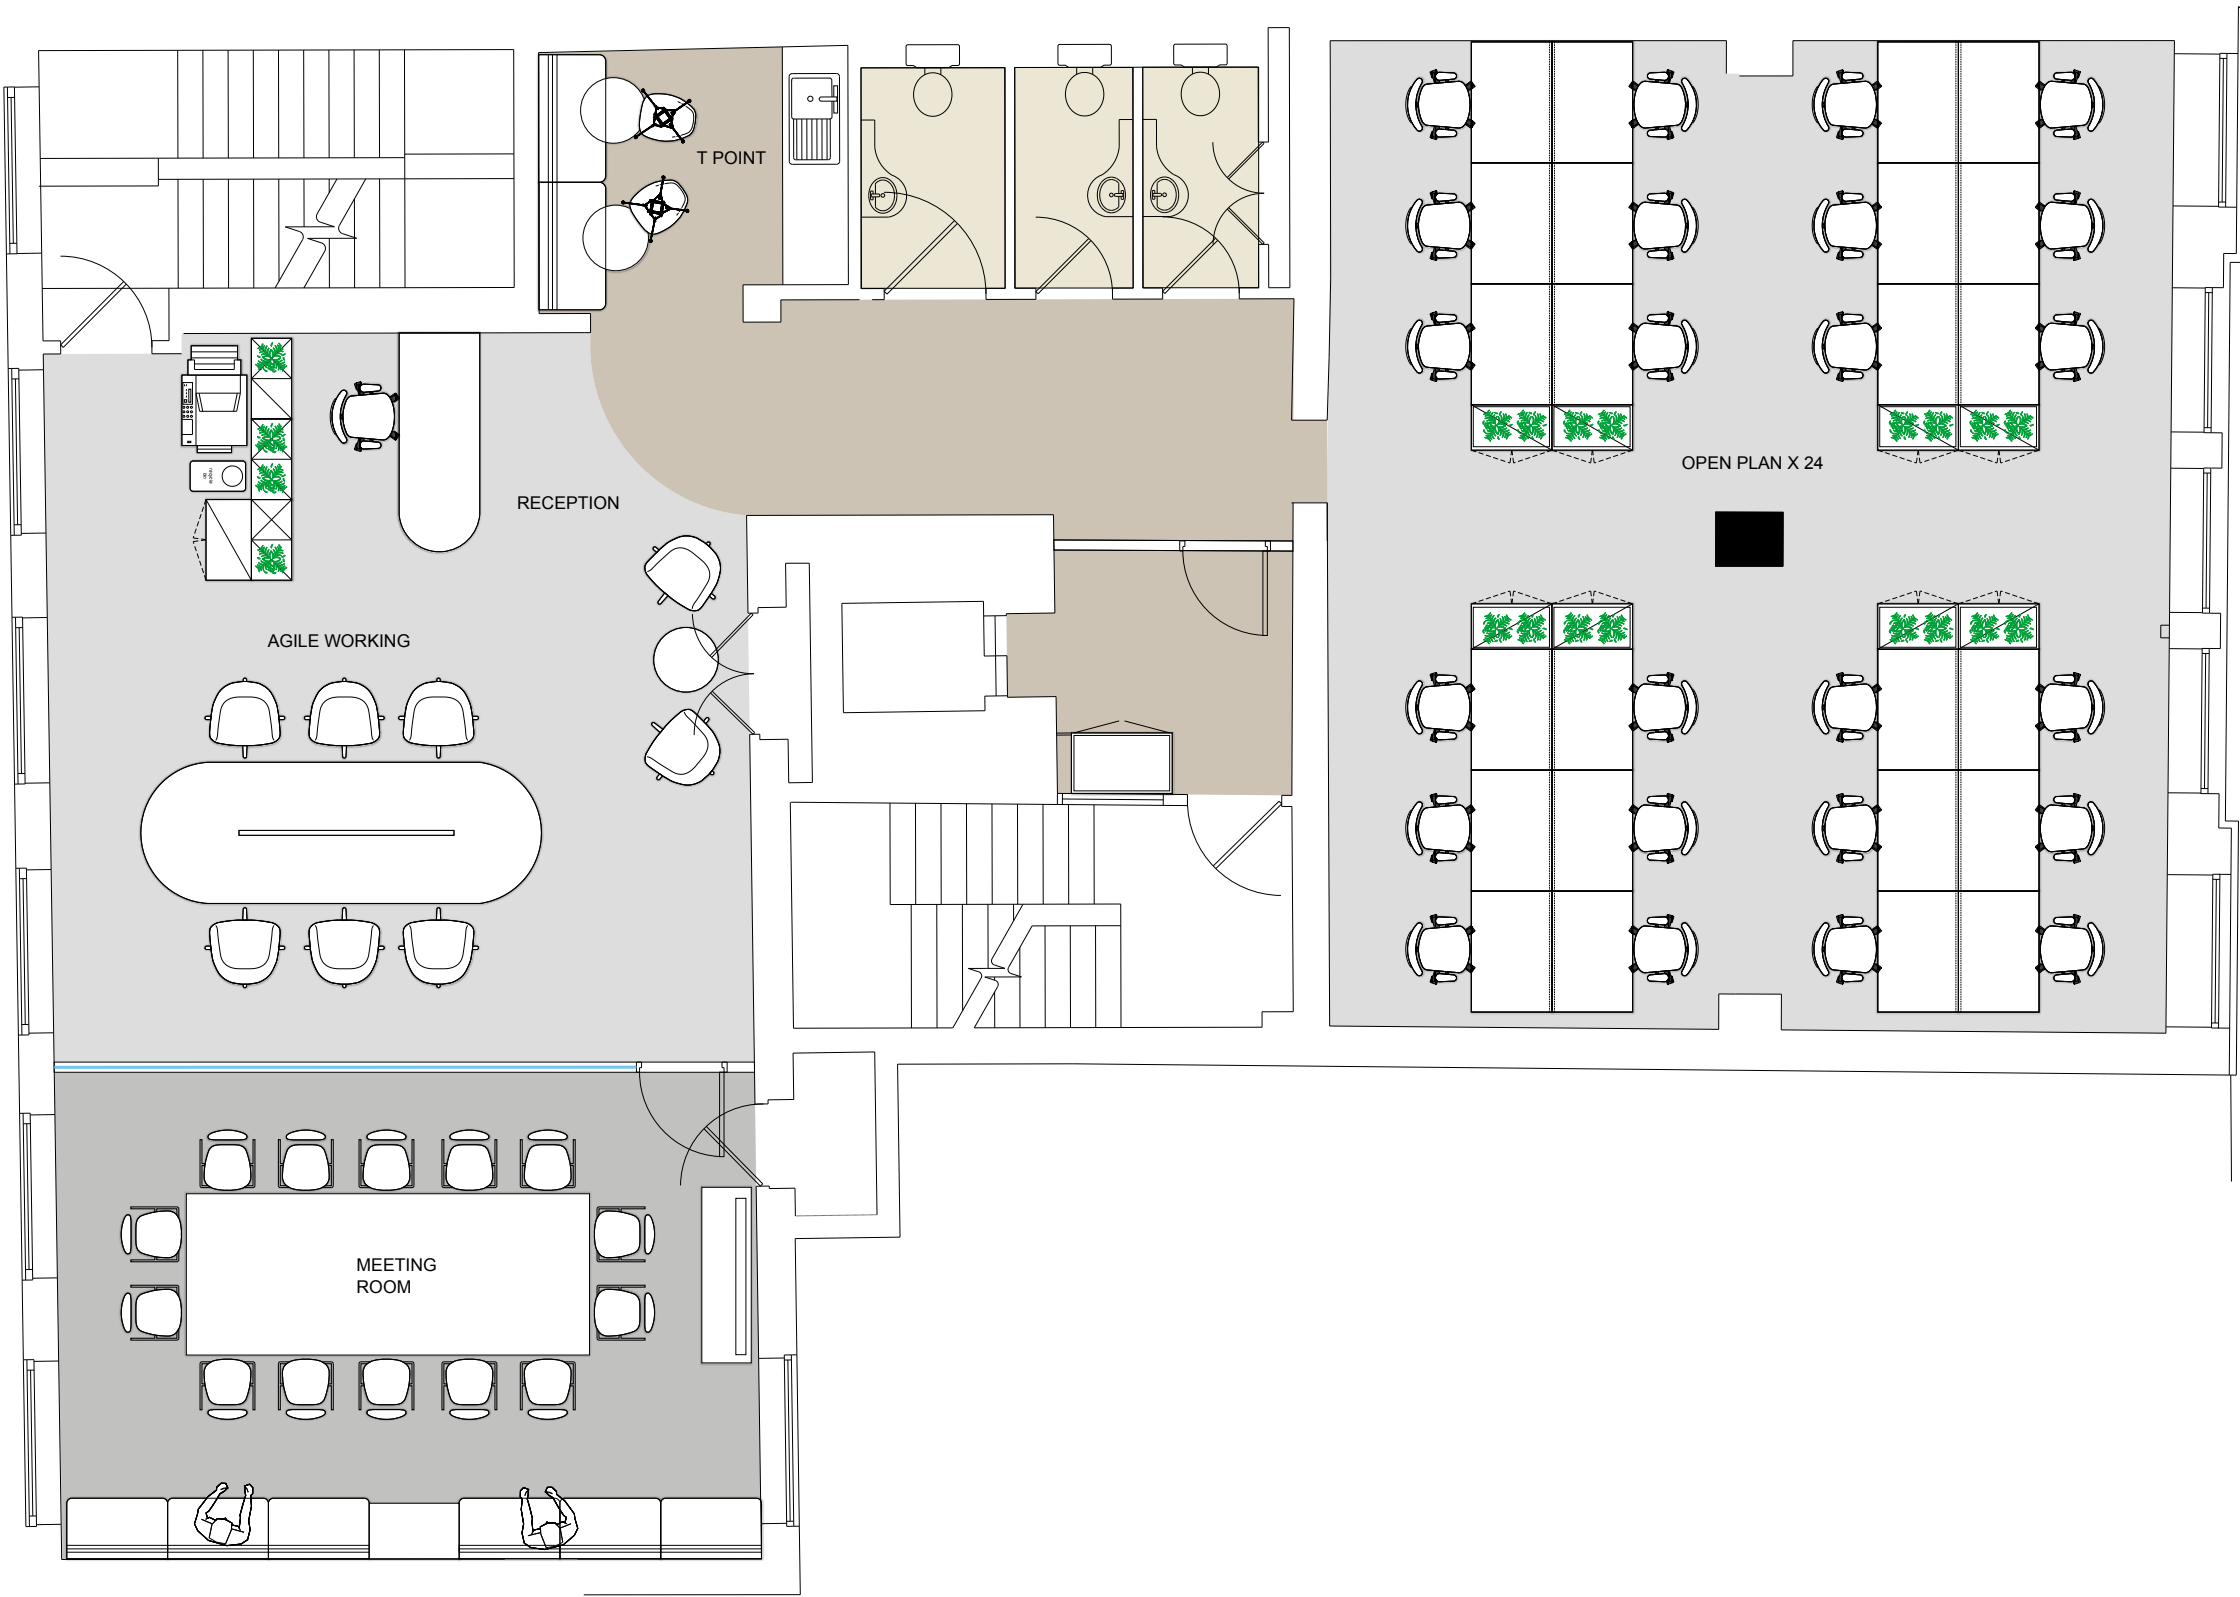 T POINT
OPEN PLAN X 24
RECEPTION
AGILE WORKING
MEETING
ROOM